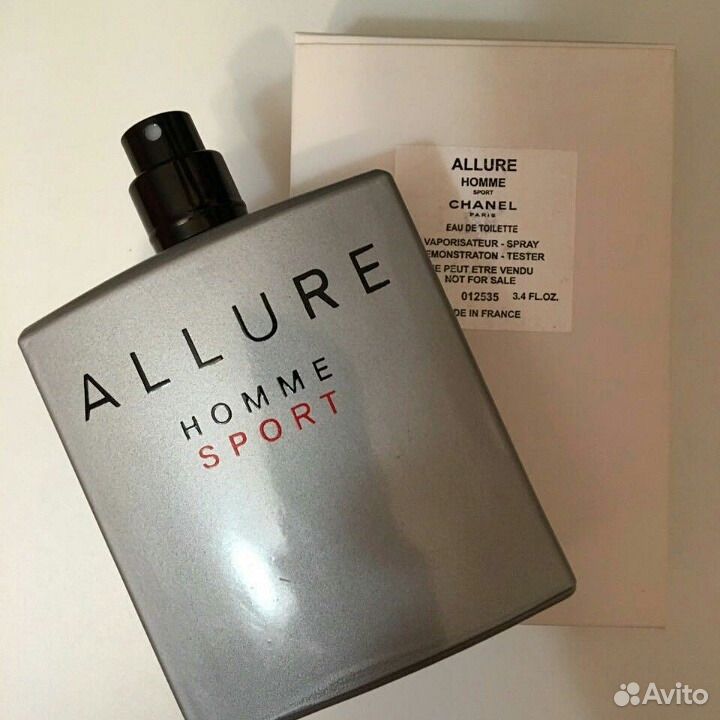 ALLURE
HOMME
SPORT
ALLURE
HOMME
SPORT
CHANEL
PARIS
EAU DE TOILETTE
VAPORISATEUR - SPRAY
EMONSTRATON - TESTER
E PEUT ETRE VENDU
NOT FOR SALE
012535 3.4 FL.OZ.
DE IN FRANCE
Avito